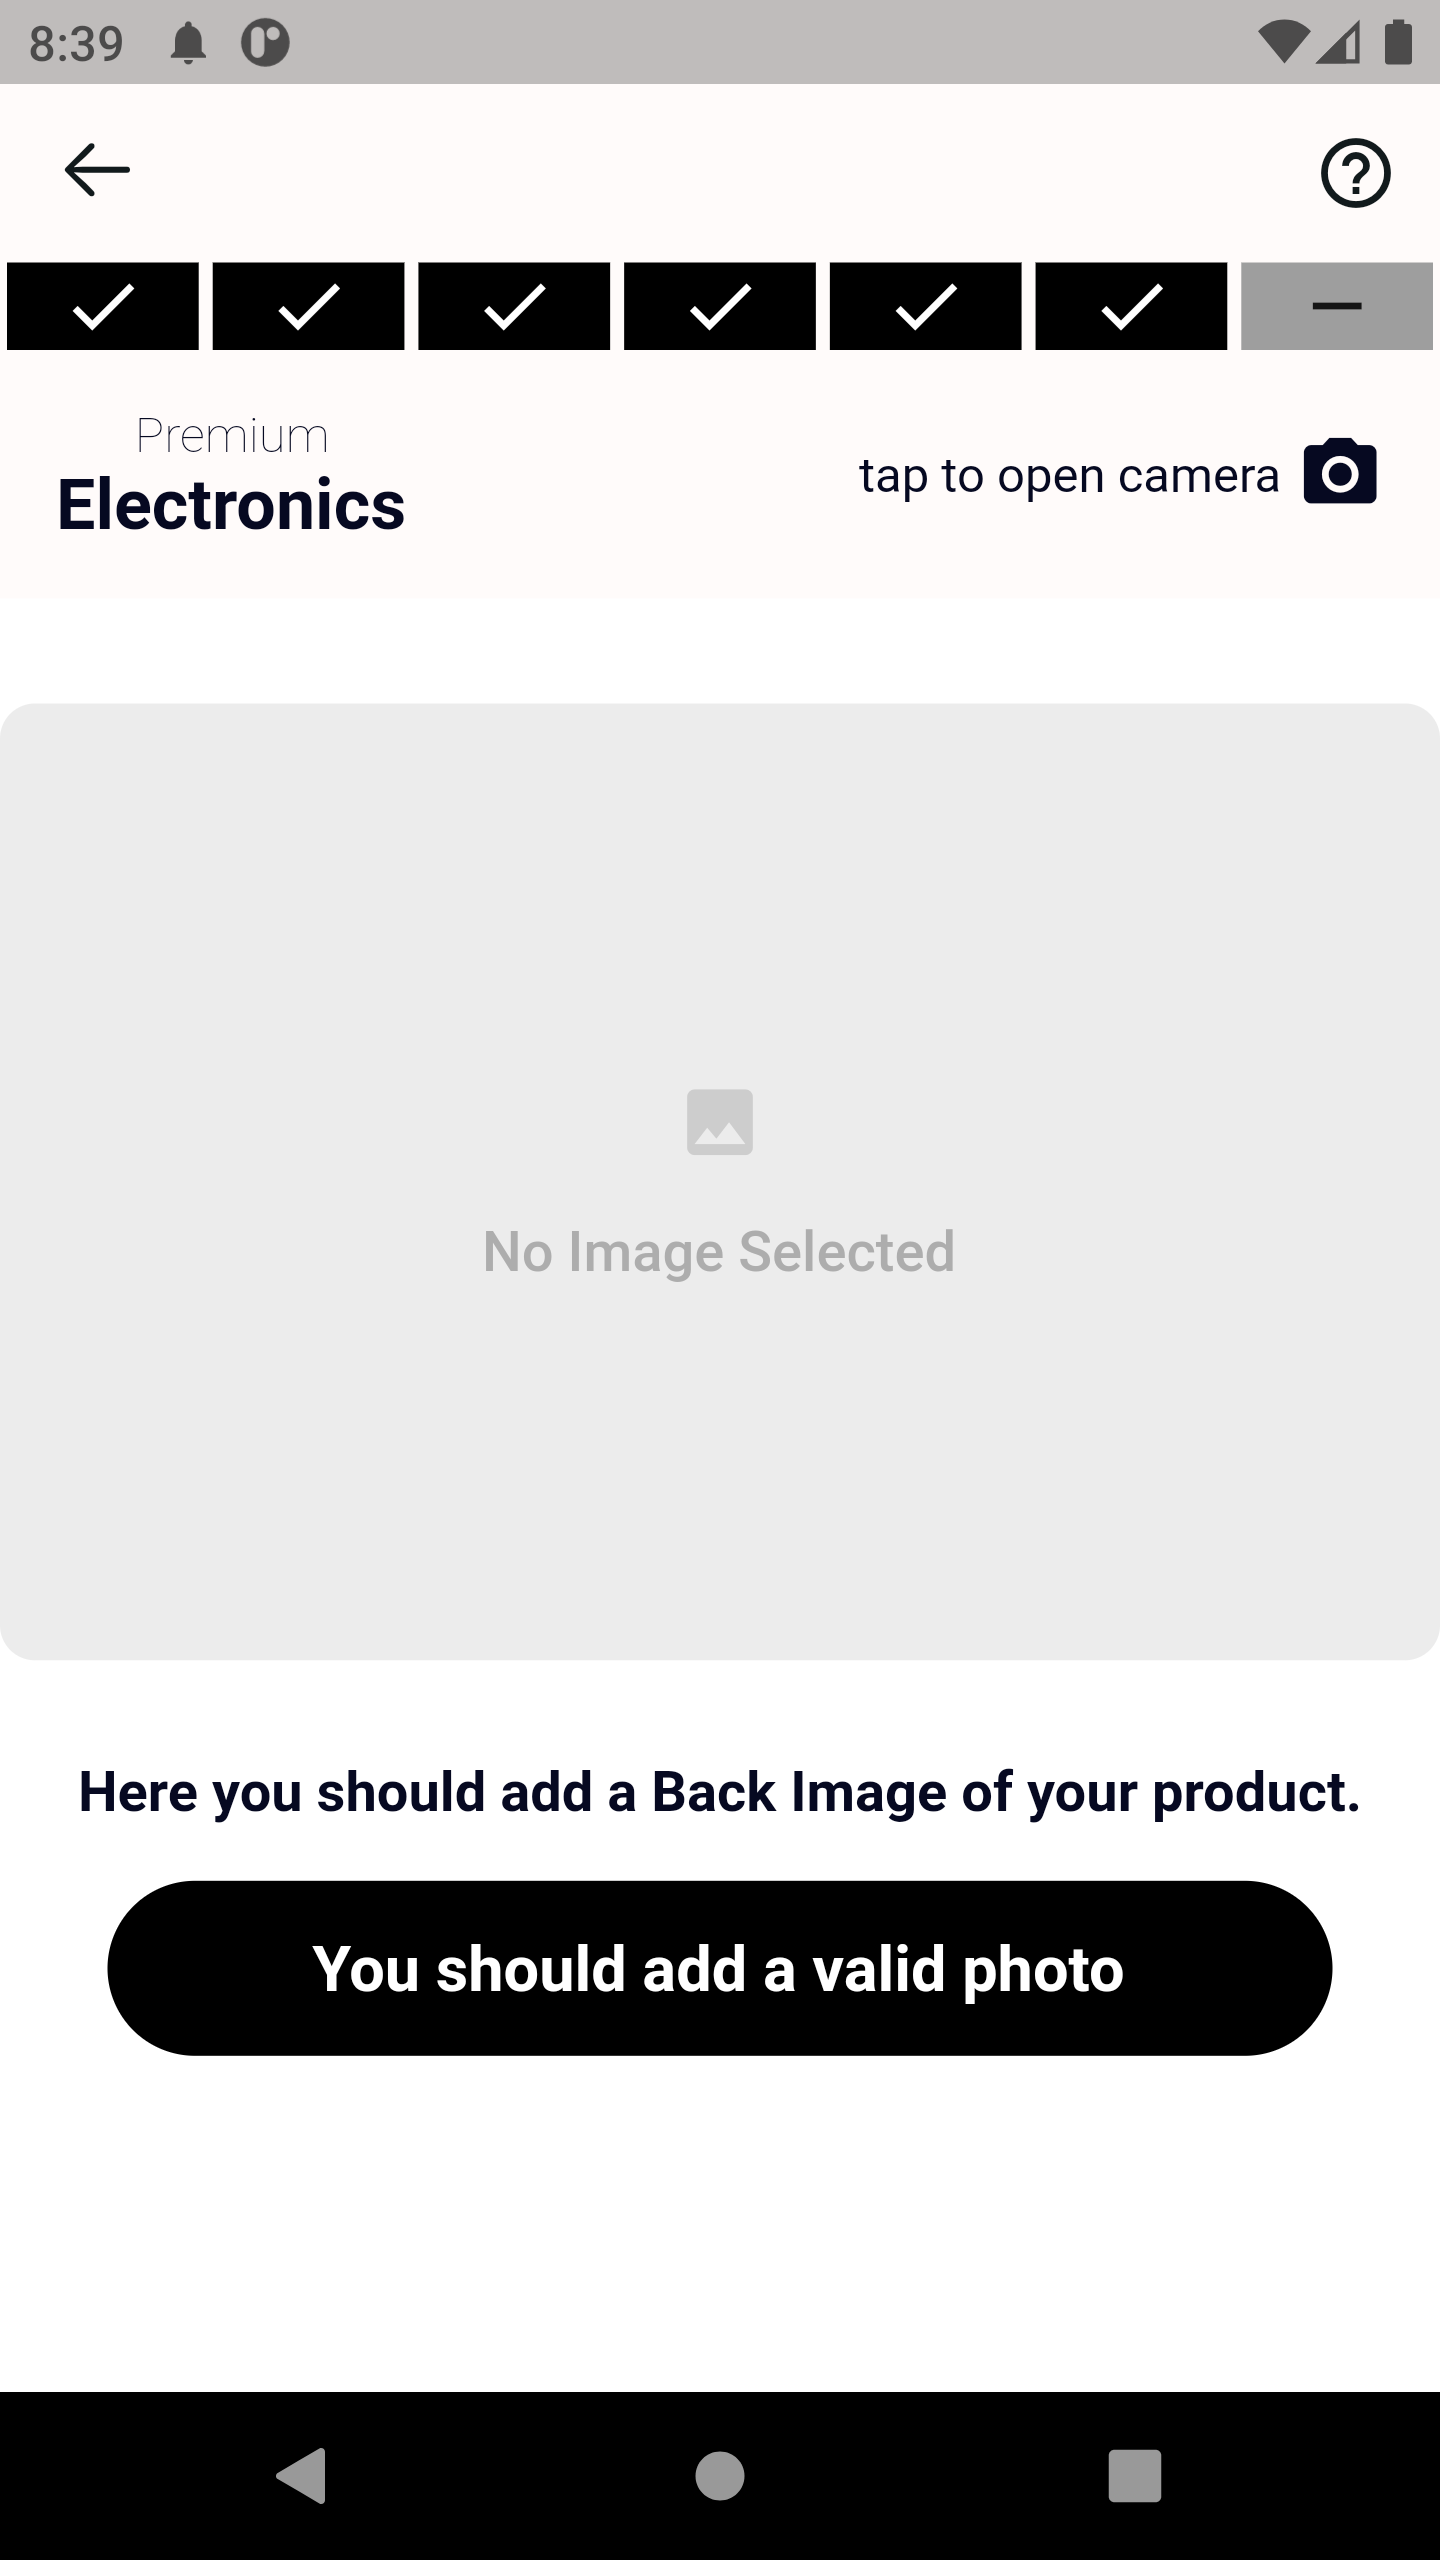 8:39
Premium
Electronics
tap to open camera
No Image Selected
Here you should add a Back Image of your product.
You should add a valid photo